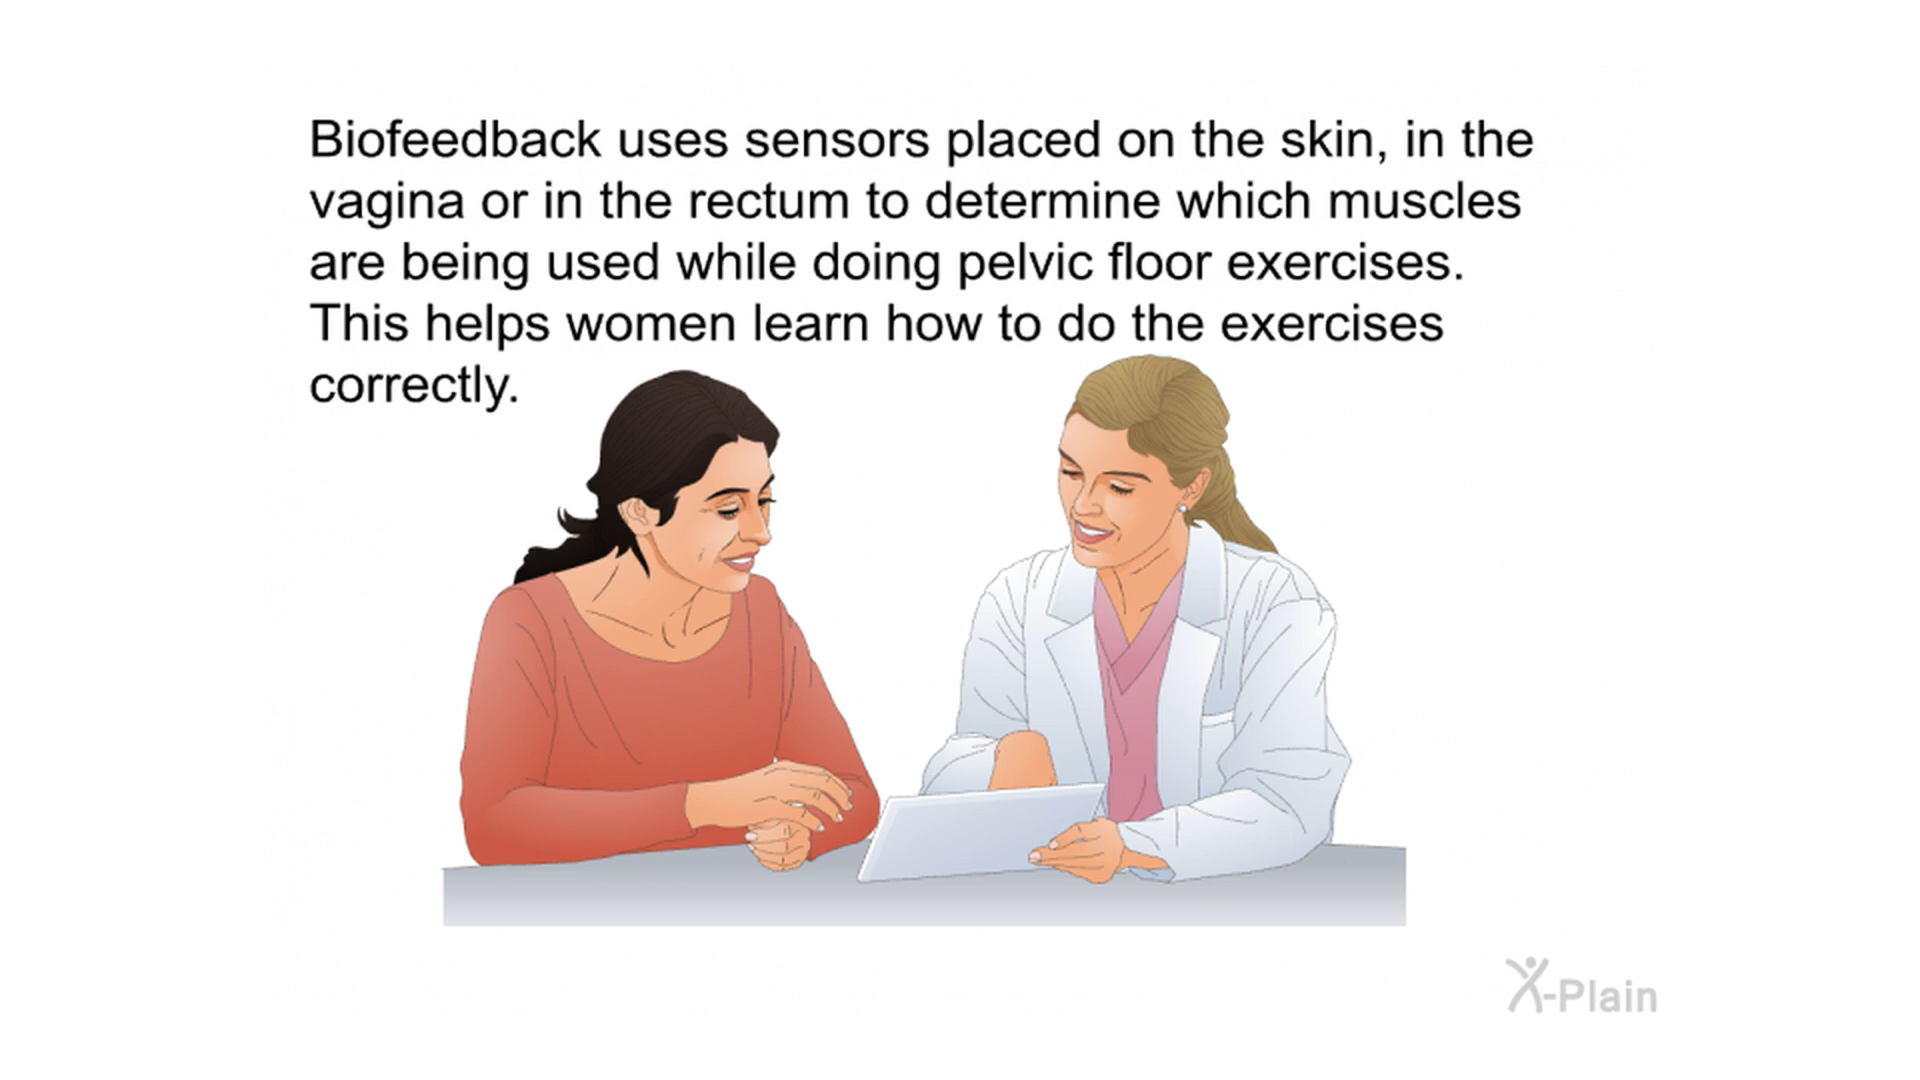 Biofeedback uses sensors placed on the skin, in the
vagina or in the rectum to determine which muscles
are being used while doing pelvic floor exercises.
This helps women learn how to do the exercises
correctly.
X-Plain